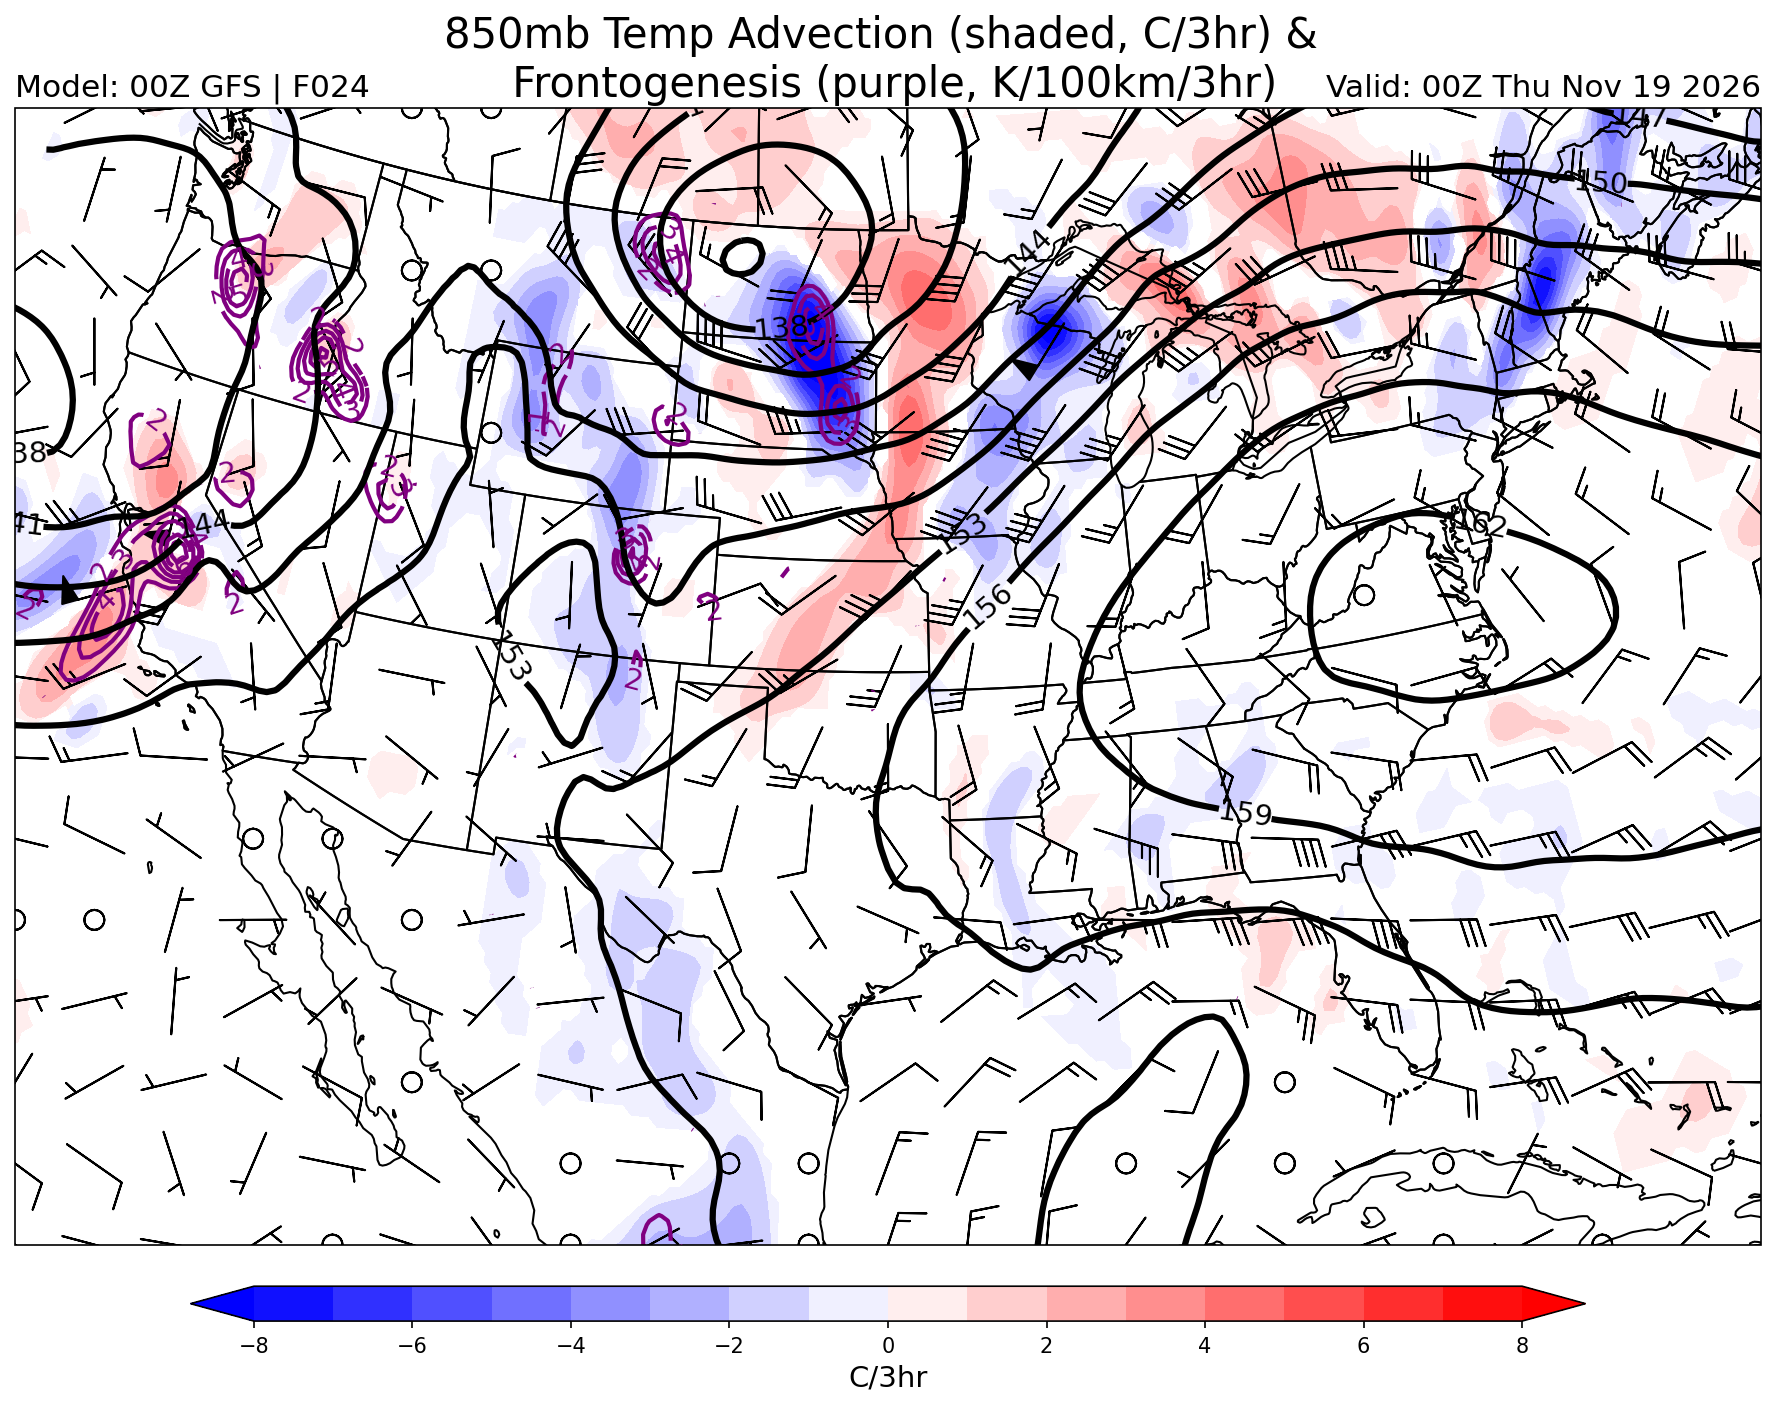 850mb Temp Advection (shaded, C/3hr) &
Model: 00Z GFS | F024
Frontogenesis (purple, K/100km/3hr)
Valid: 00Z Thu Nov 19 2026
147
150
144
138
38
41
144
153
162
156
153
159
−8 −6 −4 −2 0 2 4 6 8
C/3hr